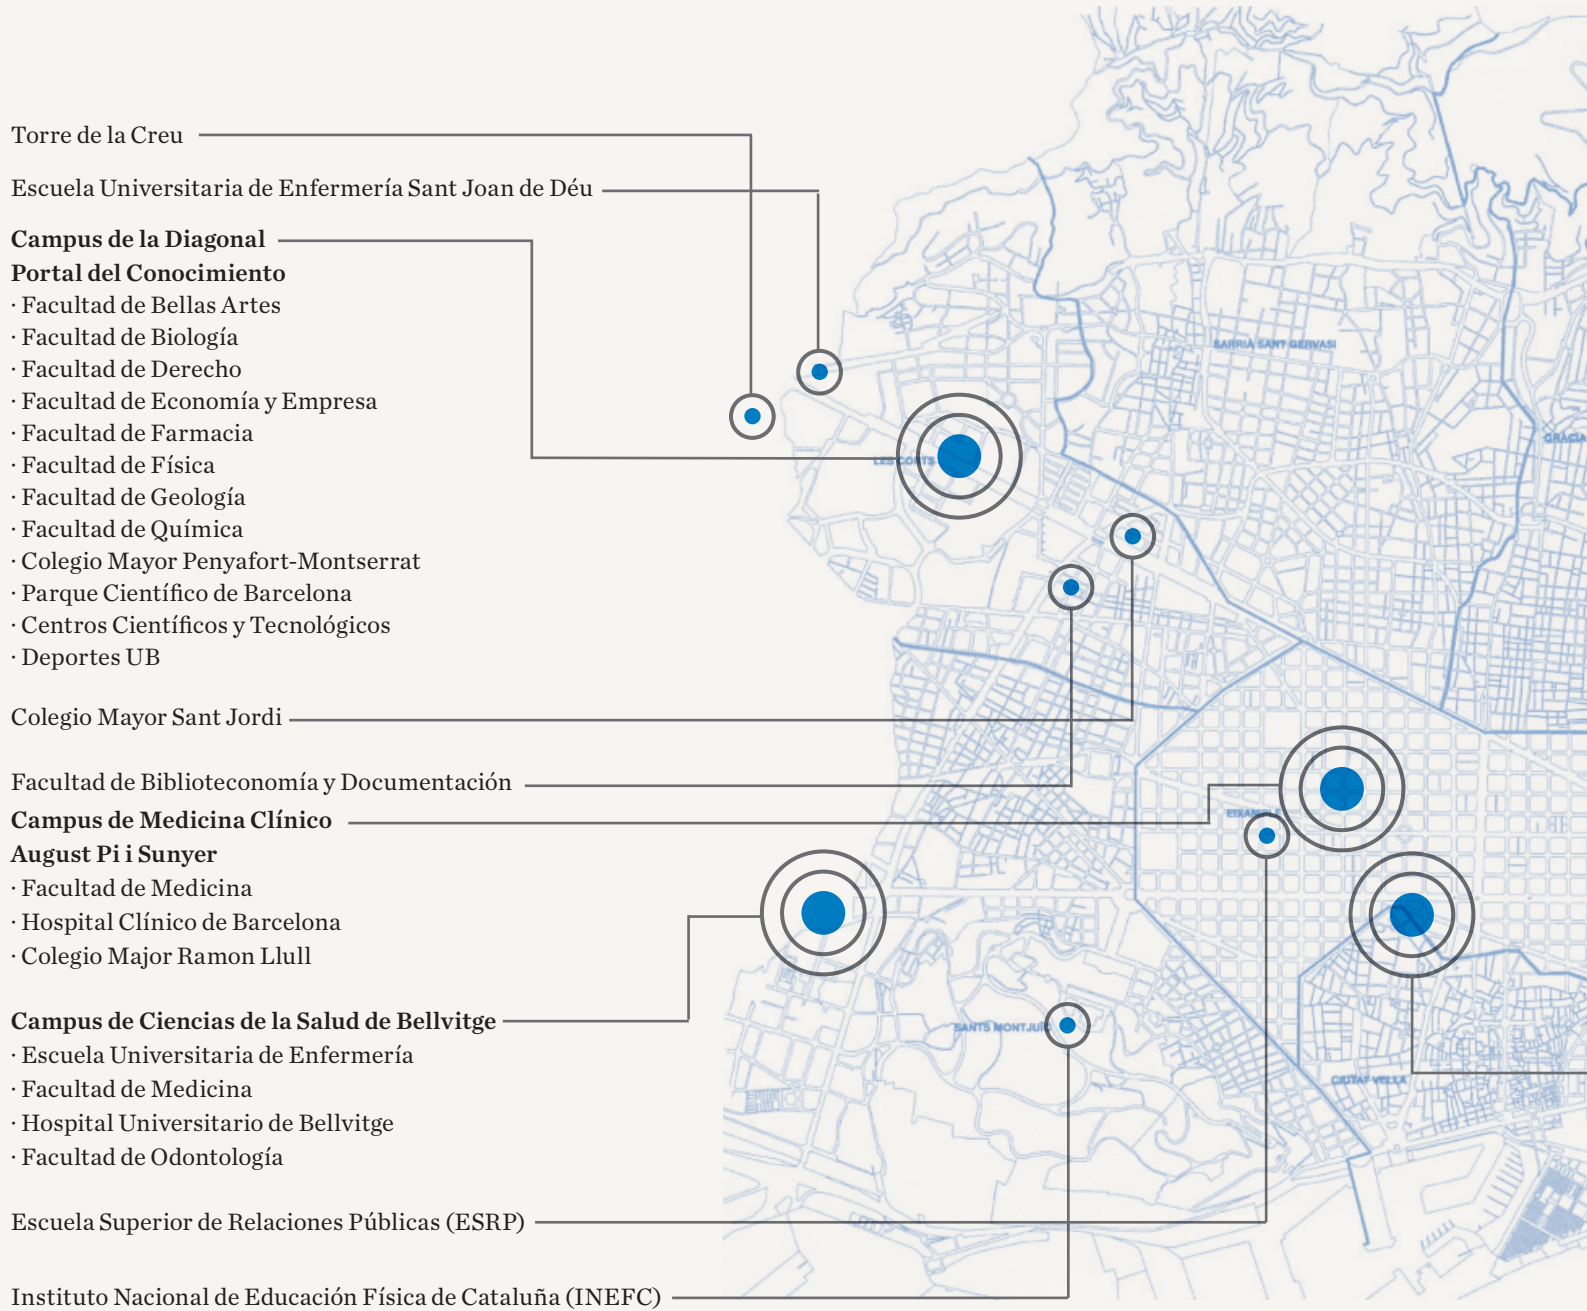 Torre de la Creu
Escuela Universitaria de Enfermería Sant Joan de Déu
Campus de la Diagonal
Portal del Conocimiento
· Facultad de Bellas Artes
· Facultad de Biología
· Facultad de Derecho
· Facultad de Economía y Empresa
· Facultad de Farmacia
· Facultad de Física
· Facultad de Geología
· Facultad de Química
· Colegio Mayor Penyafort-Montserrat
· Parque Científico de Barcelona
· Centros Científicos y Tecnológicos
· Deportes UB
Colegio Mayor Sant Jordi
Facultad de Biblioteconomía y Documentación
Campus de Medicina Clínico
August Pi i Sunyer
· Facultad de Medicina
· Hospital Clínico de Barcelona
· Colegio Major Ramon Llull
Campus de Ciencias de la Salud de Bellvitge
· Escuela Universitaria de Enfermería
· Facultad de Medicina
· Hospital Universitario de Bellvitge
· Facultad de Odontología
Escuela Superior de Relaciones Públicas (ESRP)
Instituto Nacional de Educación Física de Cataluña (INEFC)
SARRIÀ SANT GERVASI
GRÀCIA
LES CORTS
EIXAMPLE
SANTS MONTJUÏC
CIUTAT VELLA